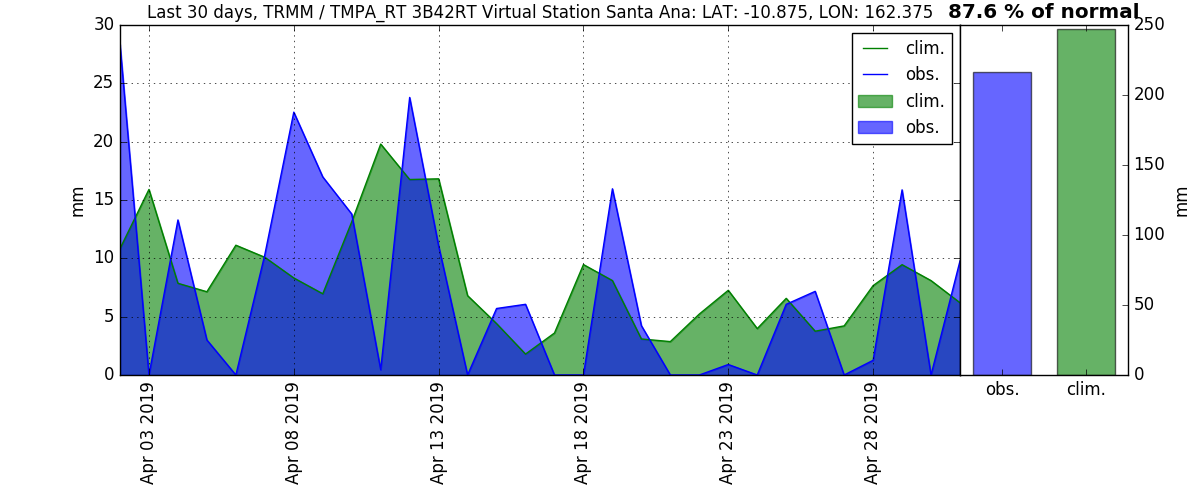 Last 30 days, TRMM / TMPA_RT 3B42RT Virtual Station Santa Ana: LAT: -10.875, LON: 162.375
87.6 % of normal
clim.
obs.
clim.
obs.
30
25
20
15
10
5
0
mm
Apr 03 2019
Apr 08 2019
Apr 13 2019
Apr 18 2019
Apr 23 2019
Apr 28 2019
250
200
150
100
50
0
mm
obs.
clim.